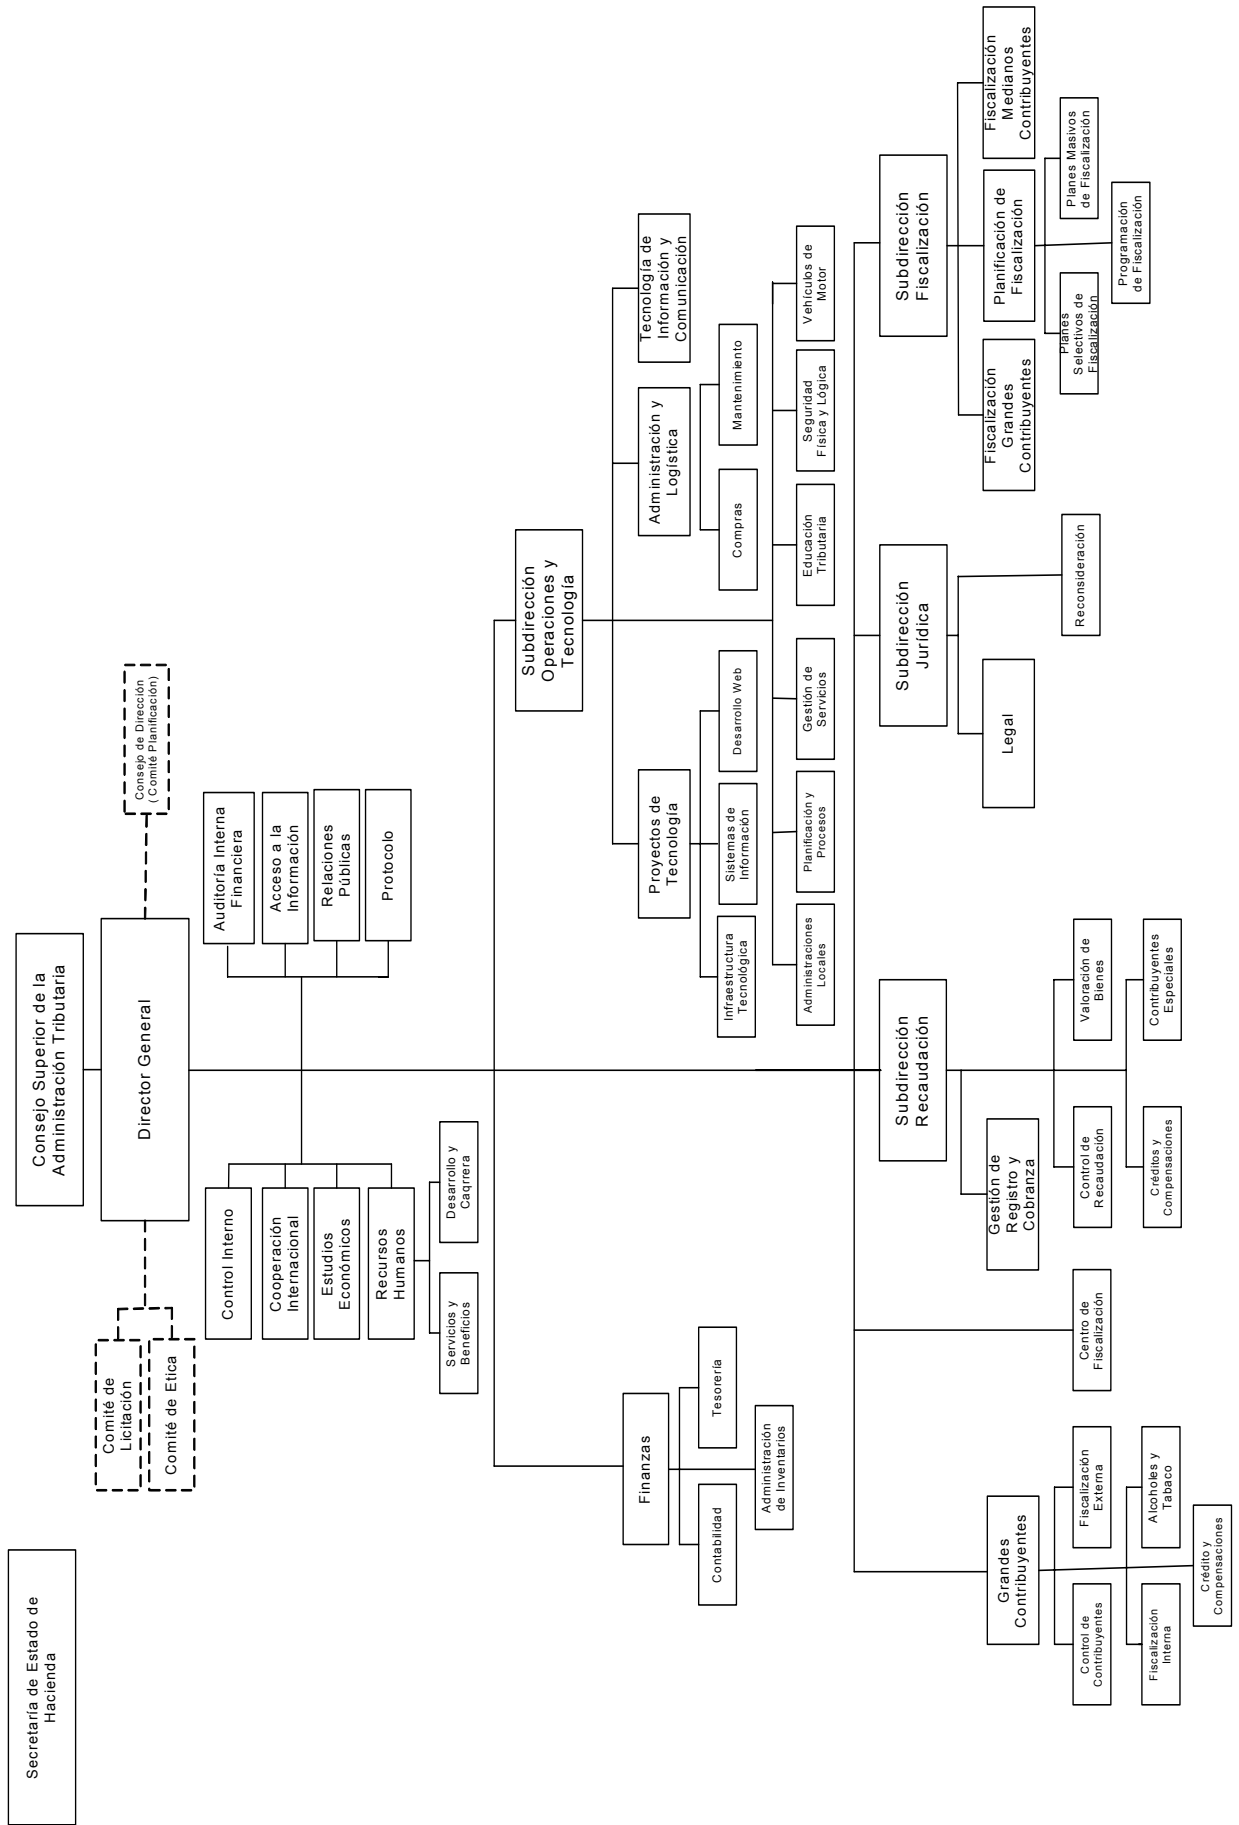 Secretaría de Estado de
Hacienda
Consejo Superior de la
Administración Tributaria
Director General
Comité de
Licitación
Comité de Etica
Consejo de Dirección
( Comité Planificación)
Control Interno
Cooperación
Internacional
Estudios
Económicos
Recursos
Humanos
Servicios y
Beneficios
Desarrollo y
Caqrrera
Auditoría Interna
Financiera
Acceso a la
Información
Relaciones
Públicas
Protocolo
Finanzas
Contabilidad
Tesorería
Administración
de Inventarios
Subdirección
Operaciones y
Tecnología
Proyectos de
Tecnología
Infraestructura
Tecnológica
Sistemas de
Información
Desarrollo Web
Administración y
Logística
Compras
Mantenimiento
Tecnología de
Información y
Comunicación
Administraciones
Locales
Planificación y
Procesos
Gestión de
Servicios
Educación
Tributaria
Seguridad
Física y Lógica
Vehículos de
Motor
Grandes
Contribuyentes
Control de
Contribuyentes
Fiscalización
Externa
Fiscalización
Interna
Alcoholes y
Tabaco
Crédito y
Compensaciones
Centro de
Fiscalización
Subdirección
Recaudación
Gestión de
Registro y
Cobranza
Control de
Recaudación
Valoración de
Bienes
Créditos y
Compensaciones
Contribuyentes
Especiales
Subdirección
Jurídica
Legal
Reconsideración
Subdirección
Fiscalización
Fiscalización
Grandes
Contribuyentes
Planificación de
Fiscalización
Fiscalización
Medianos
Contribuyentes
Planes
Selectivos de
Fiscalización
Planes Masivos
de Fiscalización
Programación
de Fiscalización